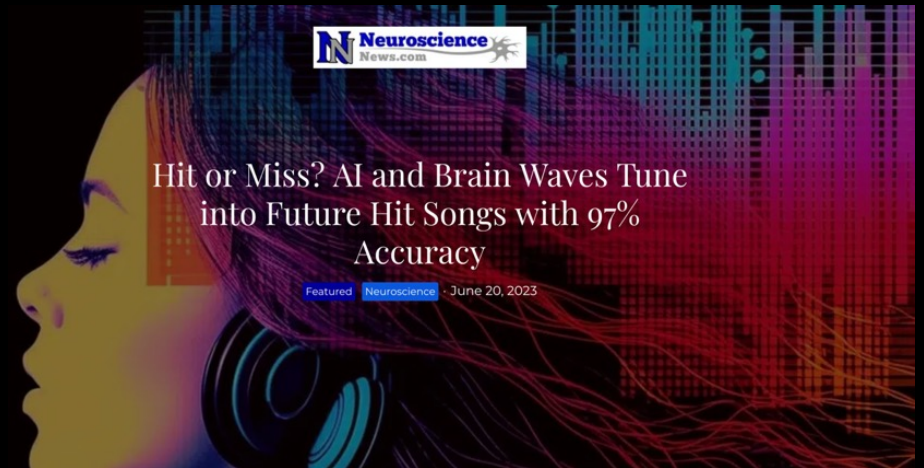 NN Neuroscience
News.com
Hit or Miss? AI and Brain Waves Tune
into Future Hit Songs with 97%
Accuracy
Featured Neuroscience · June 20, 2023